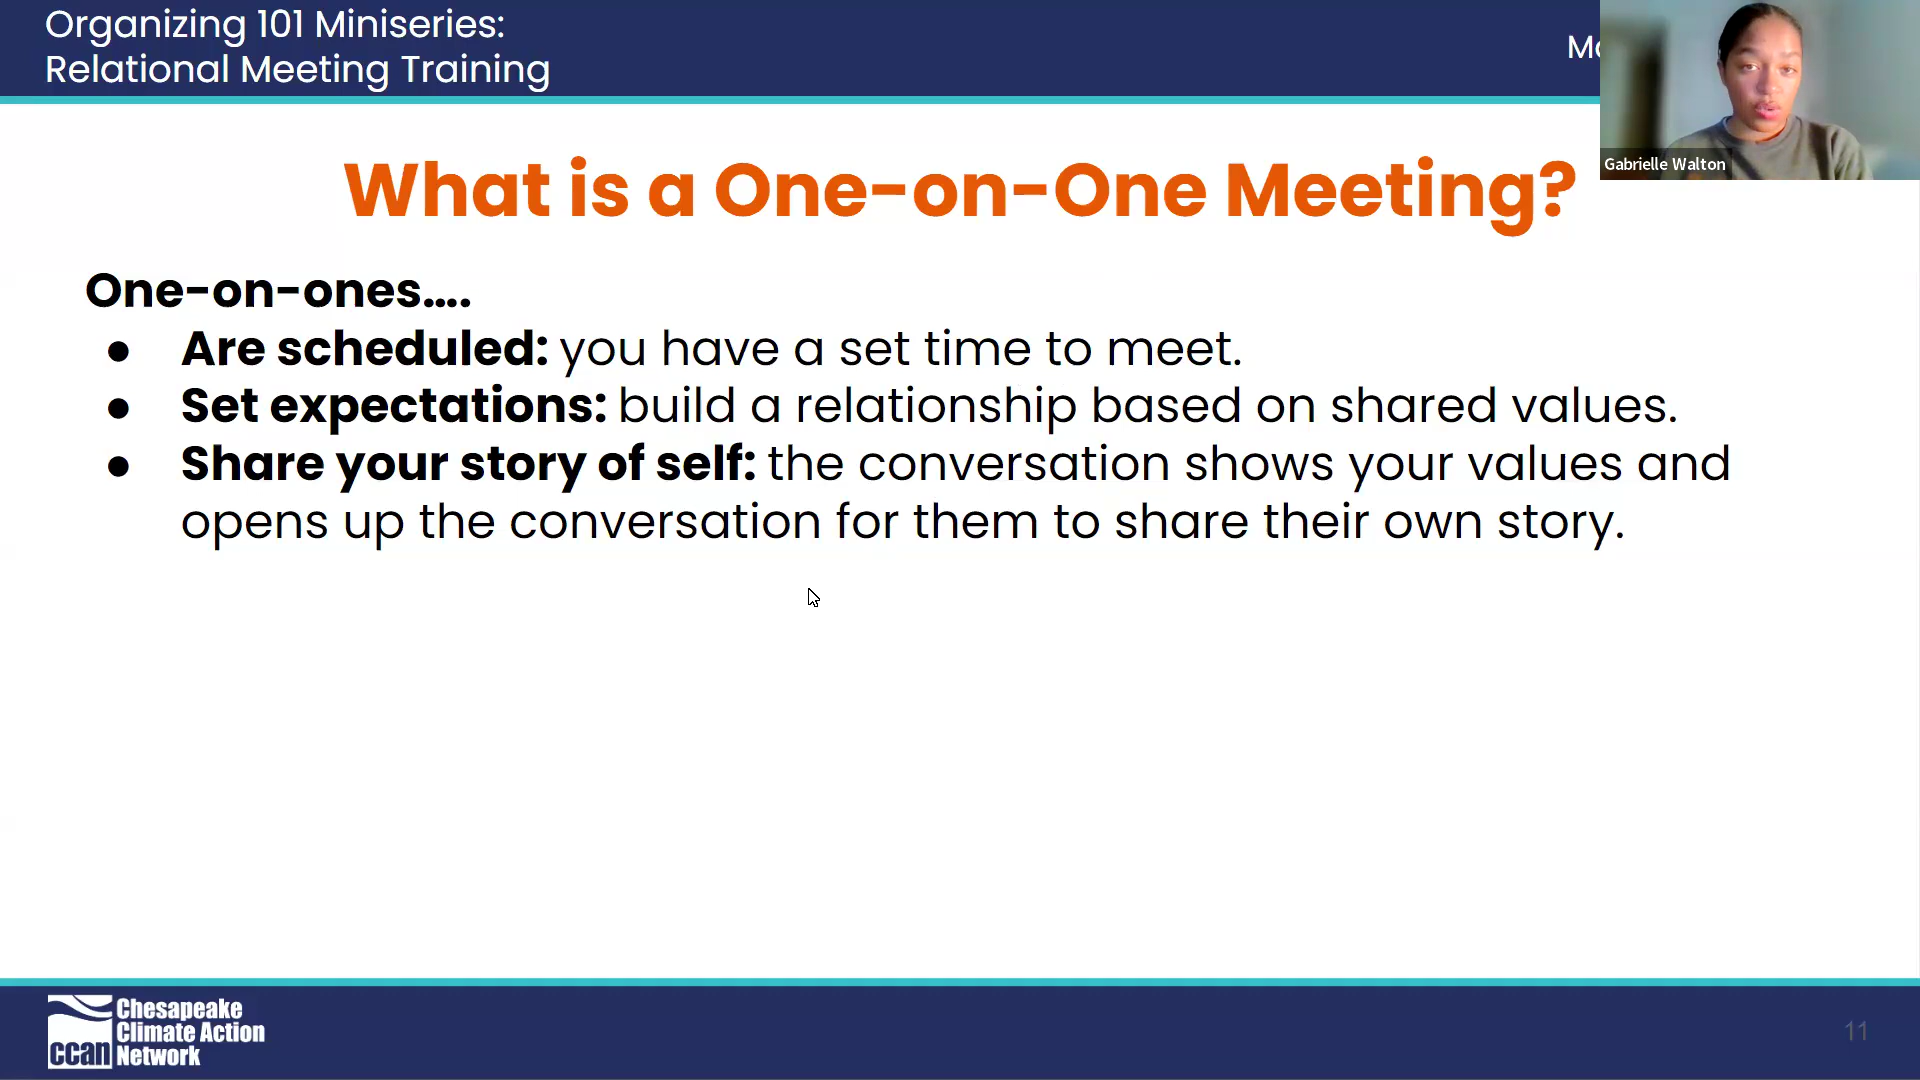 Organizing 101 Miniseries:
Relational Meeting Training
Gabrielle Walton
What is a One-on-One Meeting?
One-on-ones....
● Are scheduled: you have a set time to meet.
● Set expectations: build a relationship based on shared values.
● Share your story of self: the conversation shows your values and
opens up the conversation for them to share their own story.
ccan
Chesapeake
Climate Action
Network
11